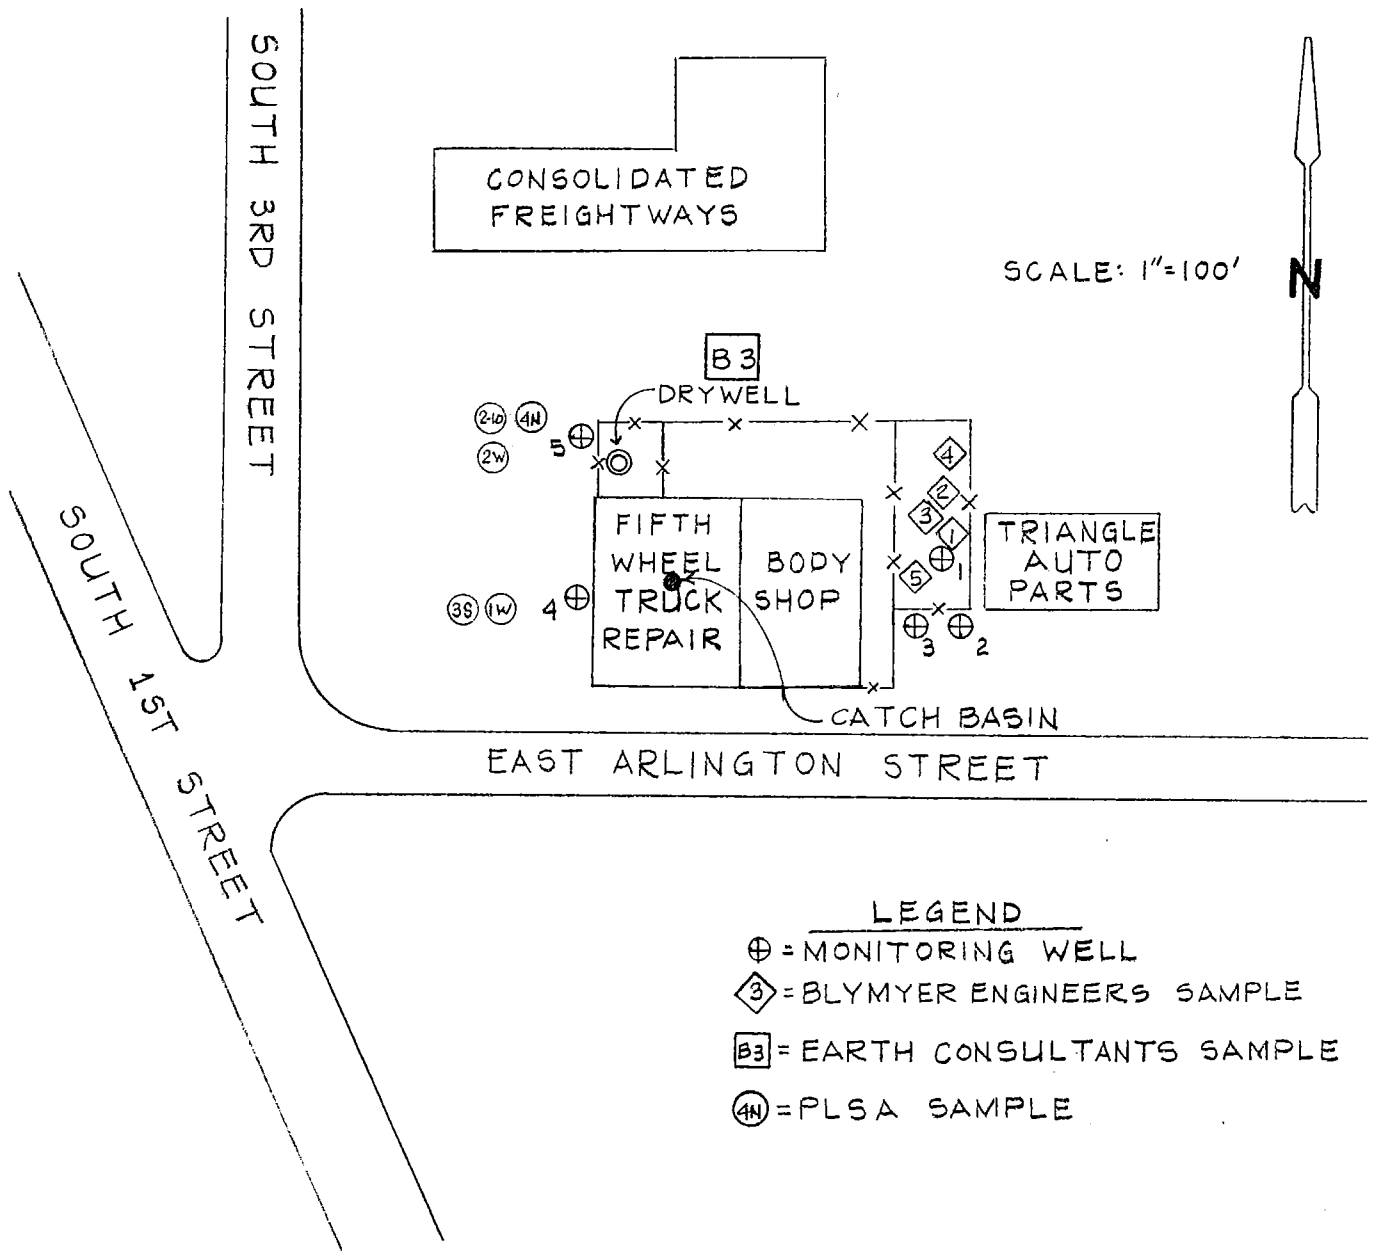 SOUTH 3RD STREET
CONSOLIDATED
FREIGHTWAYS
SCALE: 1"=100'
N
B3
DRYWELL
2-10
4N
5
2W
4
2
3
1
5
1
FIFTH
WHEEL
TRUCK
REPAIR
BODY
SHOP
TRIANGLE
AUTO
PARTS
3S
1W
4
3
2
CATCH BASIN
SOUTH 1ST STREET
EAST ARLINGTON STREET
LEGEND
= MONITORING WELL
3 = BLYMYER ENGINEERS SAMPLE
B3 = EARTH CONSULTANTS SAMPLE
4N = PLSA SAMPLE